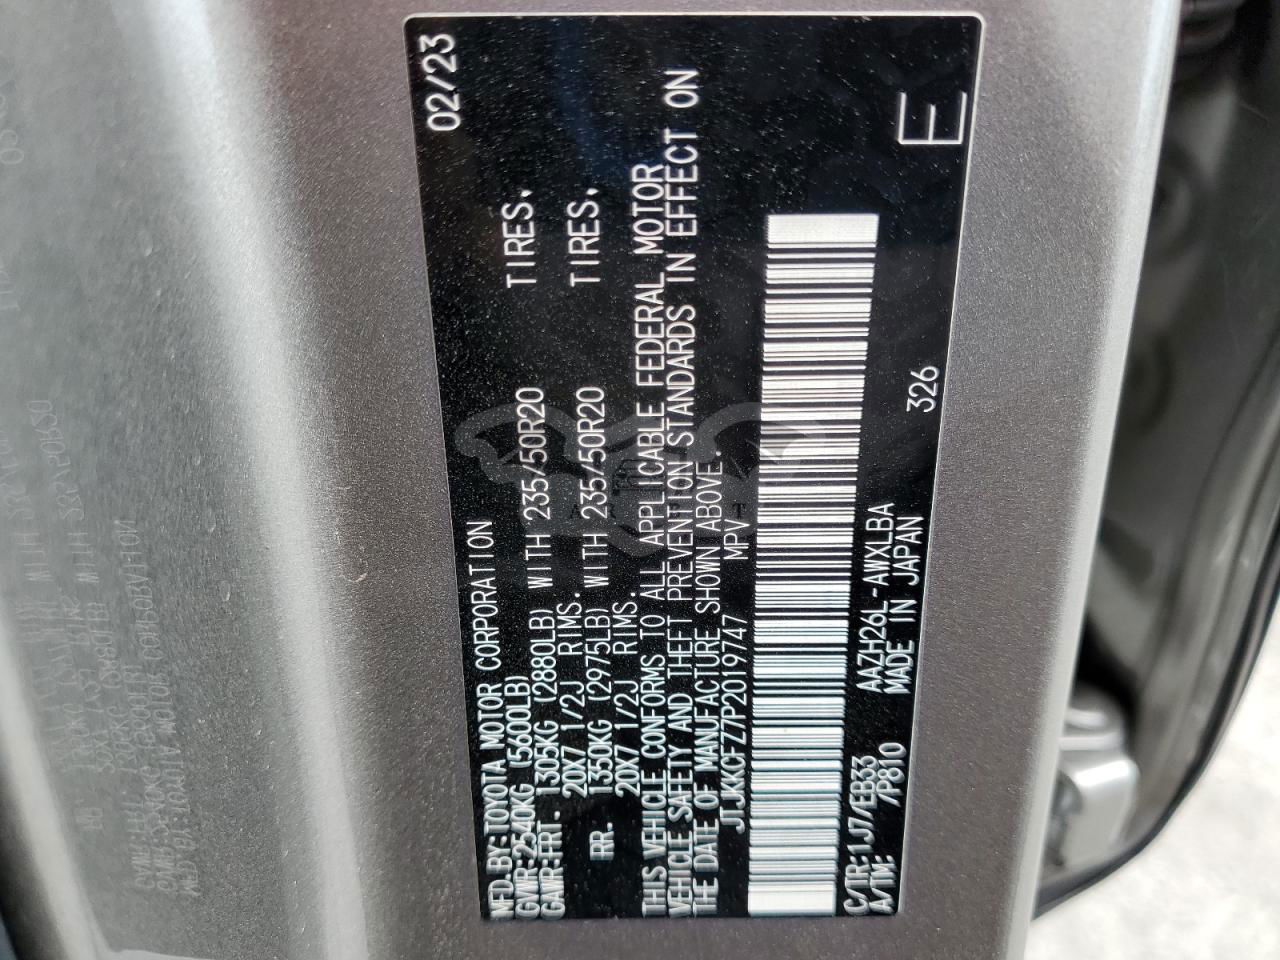 MFD.BY:TOYOTA MOTOR CORPORATION 02/23
GVWR:2540KG (5600LB)
GAWR:FRT. 1305KG (2880LB) WITH 235/50R20 TIRES,
20X7 1/2J RIMS.
RR. 1350KG (2975LB) WITH 235/50R20 TIRES,
20X7 1/2J RIMS.
THIS VEHICLE CONFORMS TO ALL APPLICABLE FEDERAL MOTOR
VEHICLE SAFETY AND THEFT PREVENTION STANDARDS IN EFFECT ON
THE DATE OF MANUFACTURE SHOWN ABOVE.
JTJKKCFZ7P2019747 MPV
C/TR:1J7/EB33 AAZH26L-AWXLBA 326
A/TM: /P810 MADE IN JAPAN
E